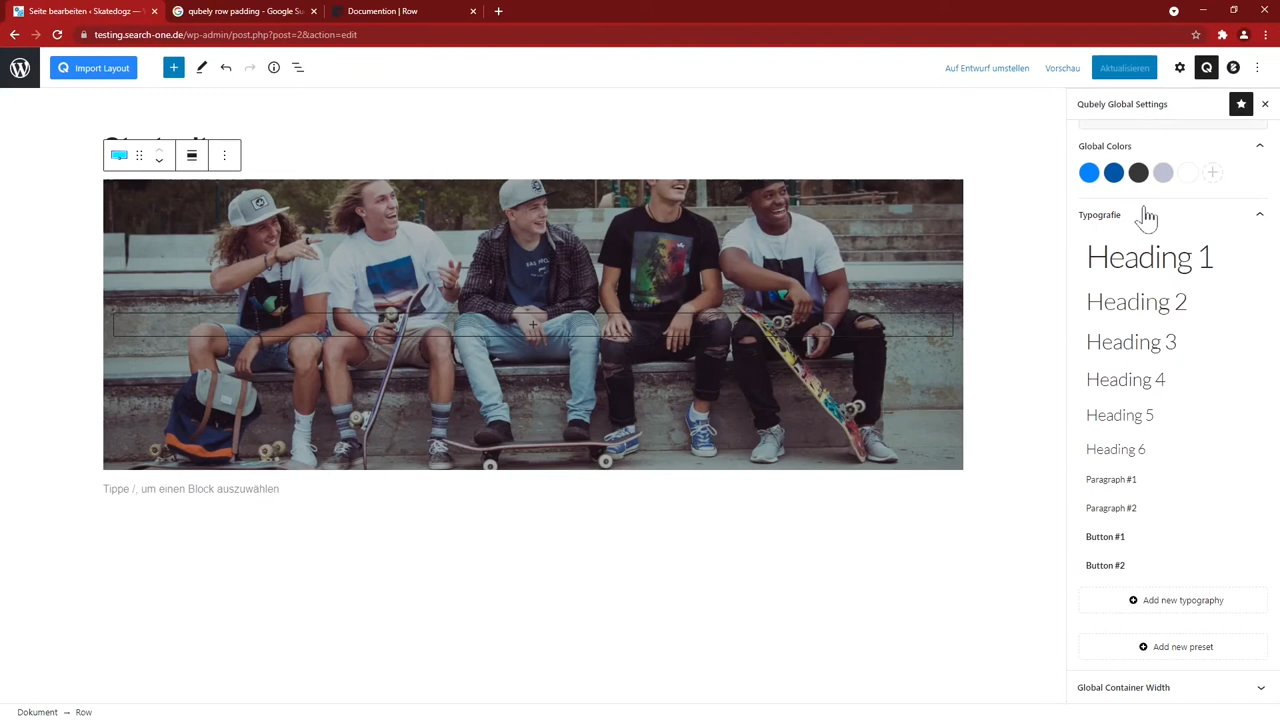 Seite bearbeiten ‹ Skatedogz —
qubely row padding - Google Su
Documention | Row
testing.search-one.de/wp-admin/post.php?post=2&action=edit
Import Layout
Auf Entwurf umstellen
Vorschau
Aktualisieren
Qubely Global Settings
Global Colors
Typografie
Heading 1
Heading 2
Heading 3
Heading 4
Heading 5
Heading 6
Paragraph #1
Paragraph #2
Button #1
Button #2
Add new typography
Add new preset
Global Container Width
Tippe /, um einen Block auszuwählen
Dokument → Row